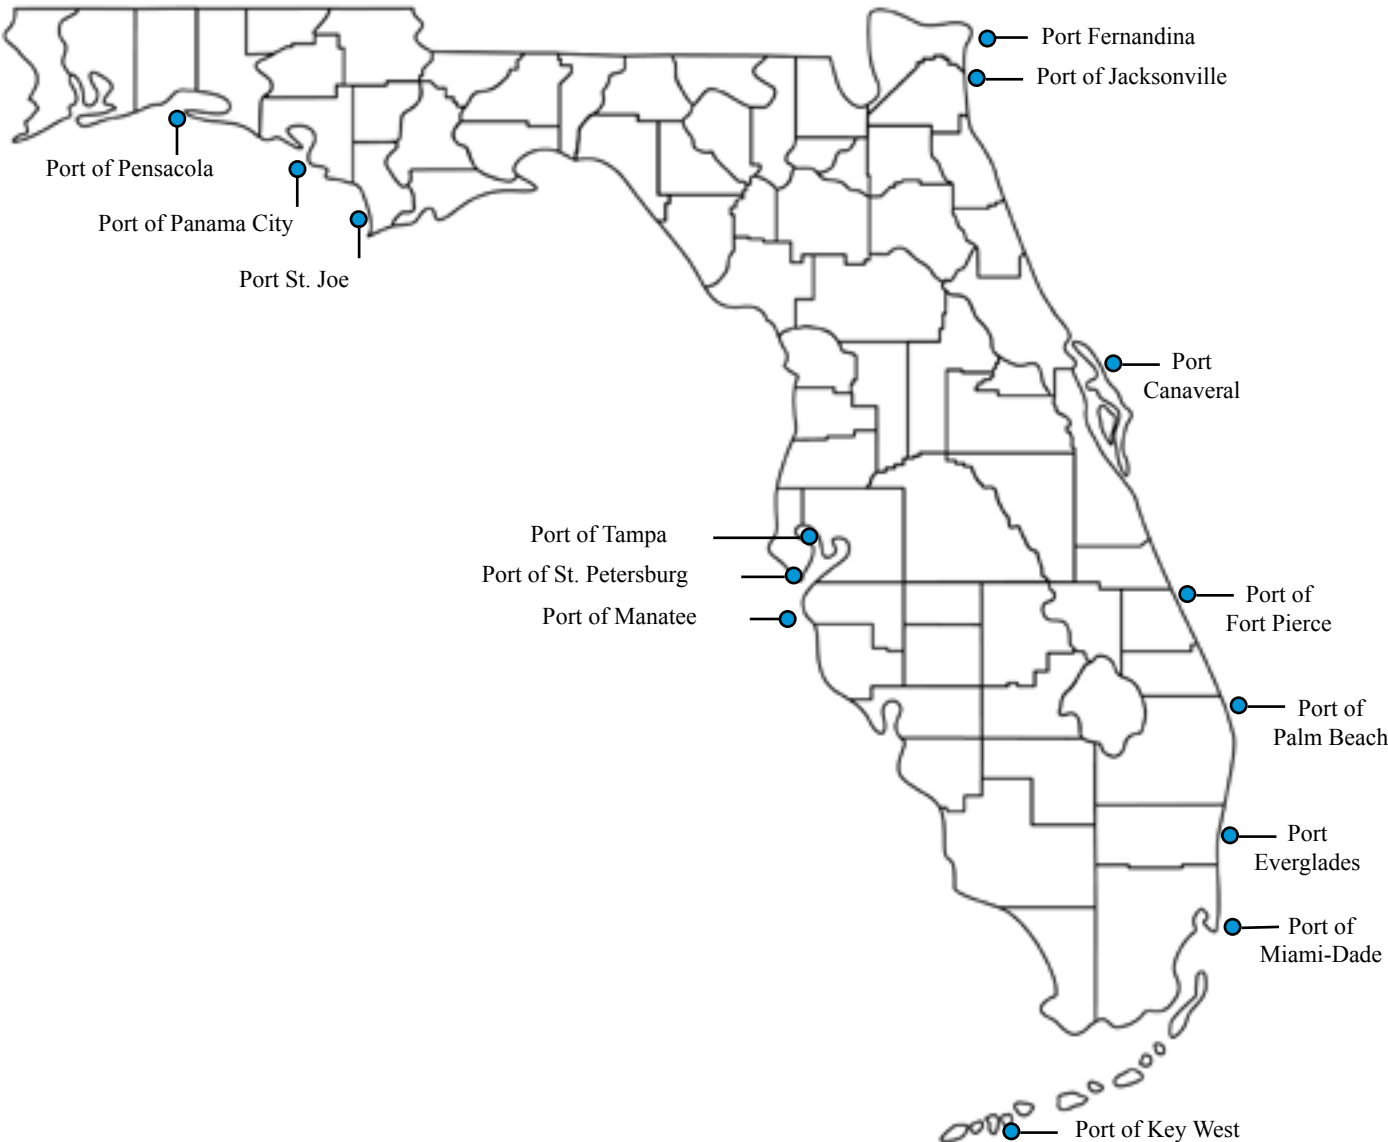 Port Fernandina
Port of Jacksonville
Port of Pensacola
Port of Panama City
Port St. Joe
Port
Canaveral
Port of Tampa
Port of St. Petersburg
Port of Manatee
Port of
Fort Pierce
Port of
Palm Beach
Port
Everglades
Port of
Miami-Dade
Port of Key West